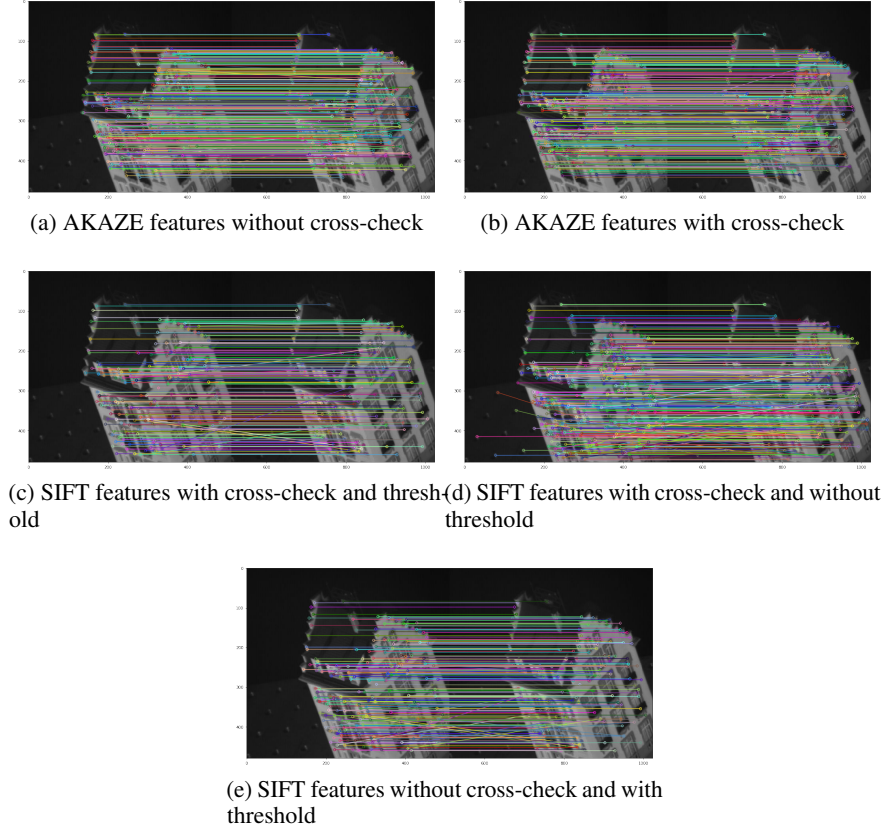 (a) AKAZE features without cross-check
(b) AKAZE features with cross-check
(c) SIFT features with cross-check and thresh-
old
(d) SIFT features with cross-check and without
threshold
(e) SIFT features without cross-check and with
threshold